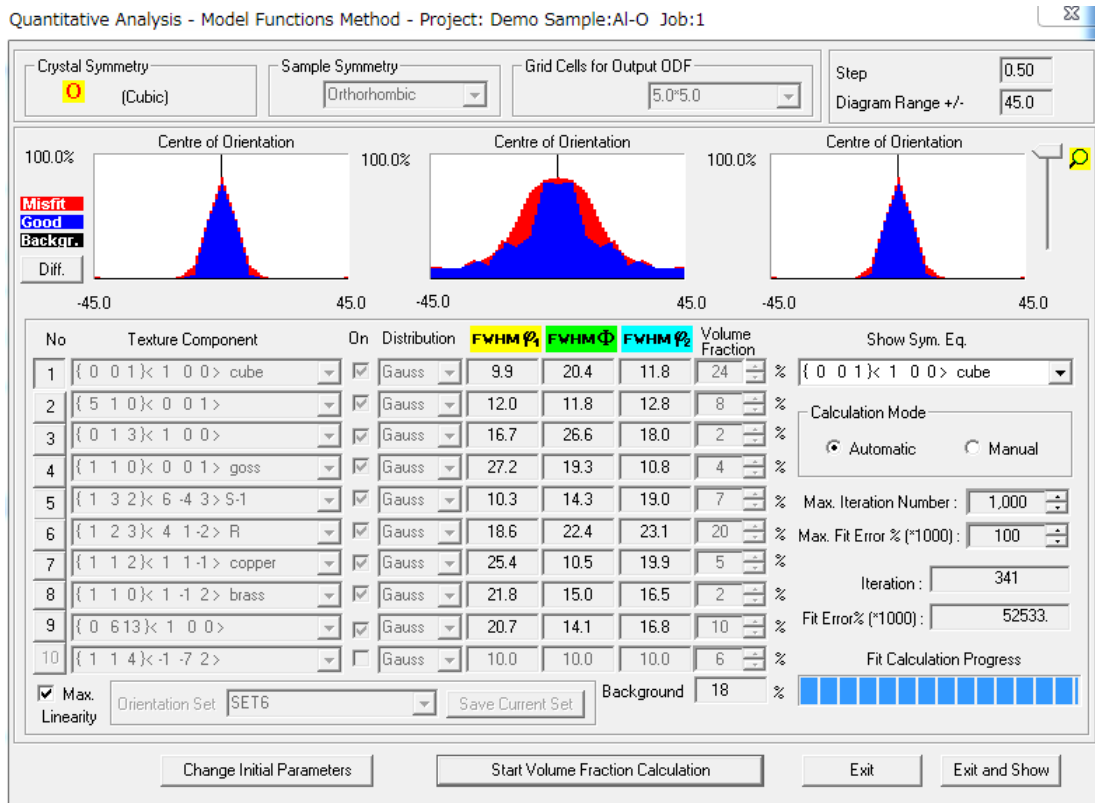 Quantitative Analysis - Model Functions Method - Project: Demo Sample:Al-O Job:1
Crystal Symmetry
O (Cubic)
Sample Symmetry
Orthorhombic
Grid Cells for Output ODF
5.0*5.0
Step 0.50
Diagram Range +/- 45.0
Centre of Orientation Centre of Orientation Centre of Orientation
100.0% 100.0% 100.0%
Misfit
Good
Backgr.
Diff.
-45.0 45.0 -45.0 45.0 -45.0 45.0
No Texture Component On Distribution FWHM φ1 FWHM Φ FWHM φ2 Volume Fraction
1 { 0 0 1}< 1 0 0> cube Gauss 9.9 20.4 11.8 24 %
2 { 5 1 0}< 0 0 1> Gauss 12.0 11.8 12.8 8 %
3 { 0 1 3}< 1 0 0> Gauss 16.7 26.6 18.0 2 %
4 { 1 1 0}< 0 0 1> goss Gauss 27.2 19.3 10.8 4 %
5 { 1 3 2}< 6 -4 3> S-1 Gauss 10.3 14.3 19.0 7 %
6 { 1 2 3}< 4 1-2> R Gauss 18.6 22.4 23.1 20 %
7 { 1 1 2}< 1 1-1> copper Gauss 25.4 10.5 19.9 5 %
8 { 1 1 0}< 1 -1 2> brass Gauss 21.8 15.0 16.5 2 %
9 { 0 613}< 1 0 0> Gauss 20.7 14.1 16.8 10 %
10 { 1 1 4}< -1 -7 2> Gauss 10.0 10.0 10.0 6 %
Max. Linearity
Orientation Set SET6 Save Current Set
Background 18 %
Show Sym. Eq.
{ 0 0 1}< 1 0 0> cube
Calculation Mode
Automatic Manual
Max. Iteration Number : 1,000
Max. Fit Error % (*1000) : 100
Iteration : 341
Fit Error% (*1000) : 52533.
Fit Calculation Progress
Change Initial Parameters Start Volume Fraction Calculation Exit Exit and Show